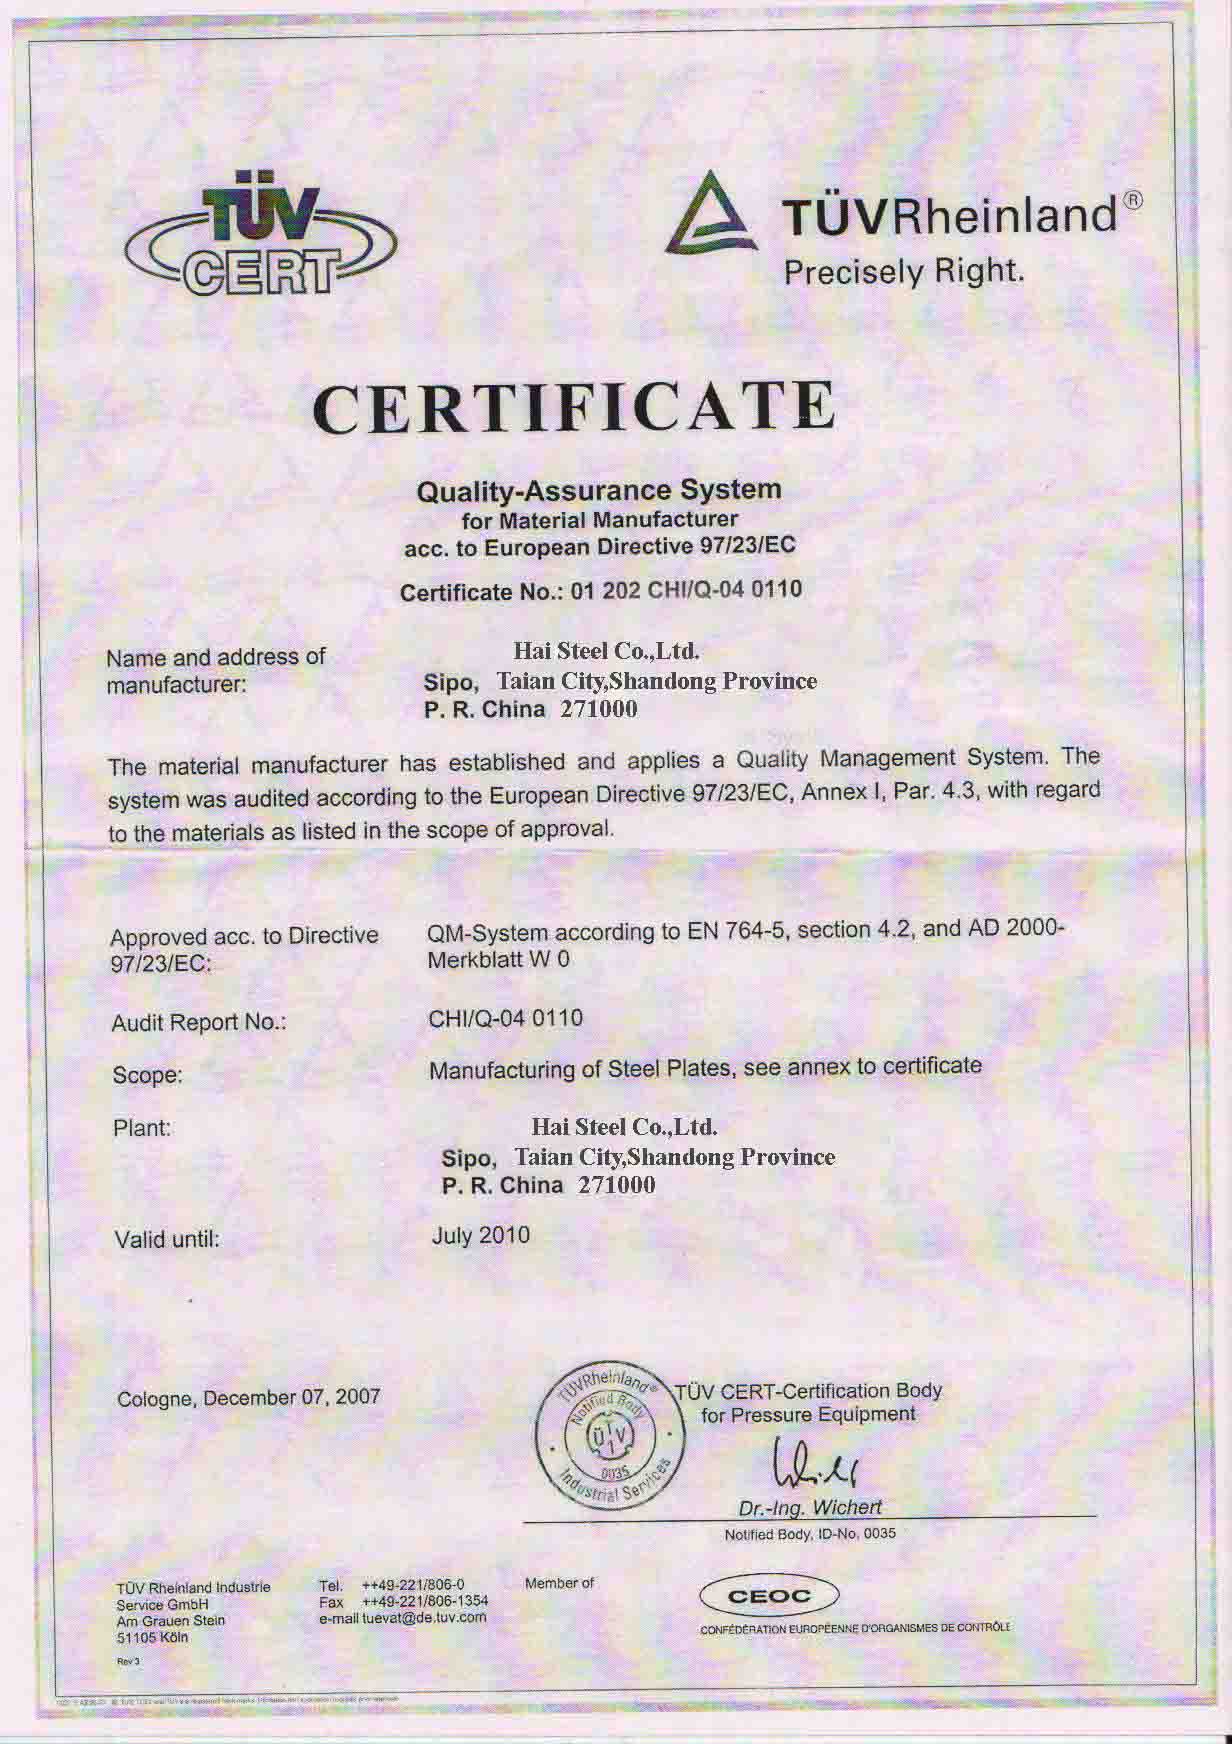 TÜV
CERT
TÜVRheinland®
Precisely Right.
CERTIFICATE
Quality-Assurance System
for Material Manufacturer
acc. to European Directive 97/23/EC
Certificate No.: 01 202 CHI/Q-04 0110
Name and address of
manufacturer:
Hai Steel Co.,Ltd.
Sipo, Taian City,Shandong Province
P. R. China 271000
The material manufacturer has established and applies a Quality Management System. The
system was audited according to the European Directive 97/23/EC, Annex I, Par. 4.3, with regard
to the materials as listed in the scope of approval.
Approved acc. to Directive
97/23/EC:
QM-System according to EN 764-5, section 4.2, and AD 2000-
Merkblatt W 0
Audit Report No.: CHI/Q-04 0110
Scope: Manufacturing of Steel Plates, see annex to certificate
Plant: Hai Steel Co.,Ltd.
Sipo, Taian City,Shandong Province
P. R. China 271000
Valid until: July 2010
Cologne, December 07, 2007
TÜVRheinland®
Notified Body
TÜV
0035
Industrial Services
TÜV CERT-Certification Body
for Pressure Equipment
Dr.-Ing. Wichert
Notified Body, ID-No. 0035
TÜV Rheinland Industrie
Service GmbH
Am Grauen Stein
51105 Köln
Rev 3
Tel. ++49-221/806-0
Fax ++49-221/806-1354
e-mail tuevat@de.tuv.com
Member of
CEOC
CONFÉDÉRATION EUROPÉENNE D'ORGANISMES DE CONTRÔLE